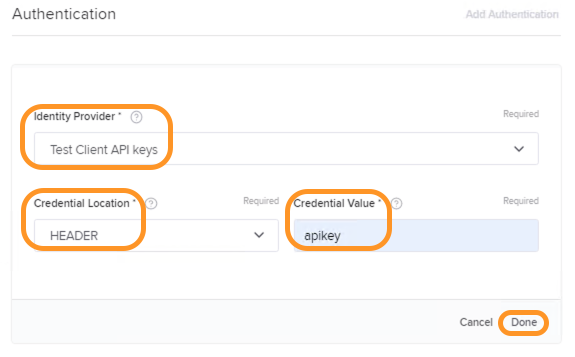 Authentication Add Authentication
Identity Provider * ? Required
Test Client API keys
Credential Location * ? Required Credential Value * ? Required
HEADER apikey
Cancel Done